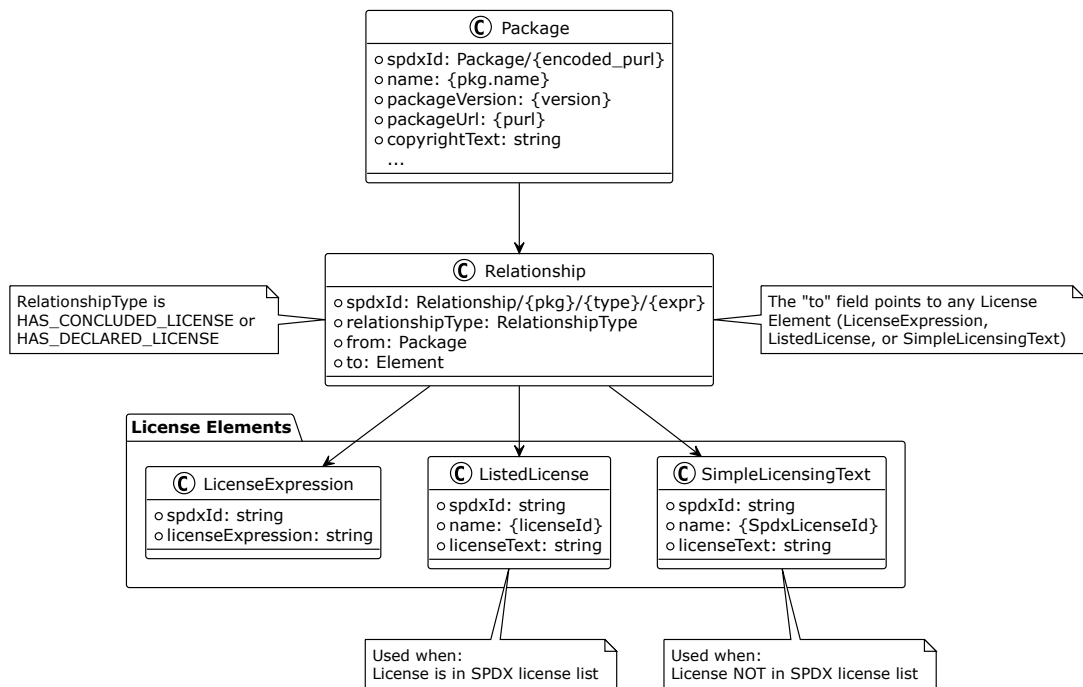 C Package
spdxId: Package/{encoded_purl}
name: {pkg.name}
packageVersion: {version}
packageUrl: {purl}
copyrightText: string
...
C Relationship
spdxId: Relationship/{pkg}/{type}/{expr}
relationshipType: RelationshipType
from: Package
to: Element
RelationshipType is
HAS_CONCLUDED_LICENSE or
HAS_DECLARED_LICENSE
The "to" field points to any License
Element (LicenseExpression,
ListedLicense, or SimpleLicensingText)
License Elements
C LicenseExpression
spdxId: string
licenseExpression: string
C ListedLicense
spdxId: string
name: {licenseId}
licenseText: string
C SimpleLicensingText
spdxId: string
name: {SpdxLicenseId}
licenseText: string
Used when:
License is in SPDX license list
Used when:
License NOT in SPDX license list